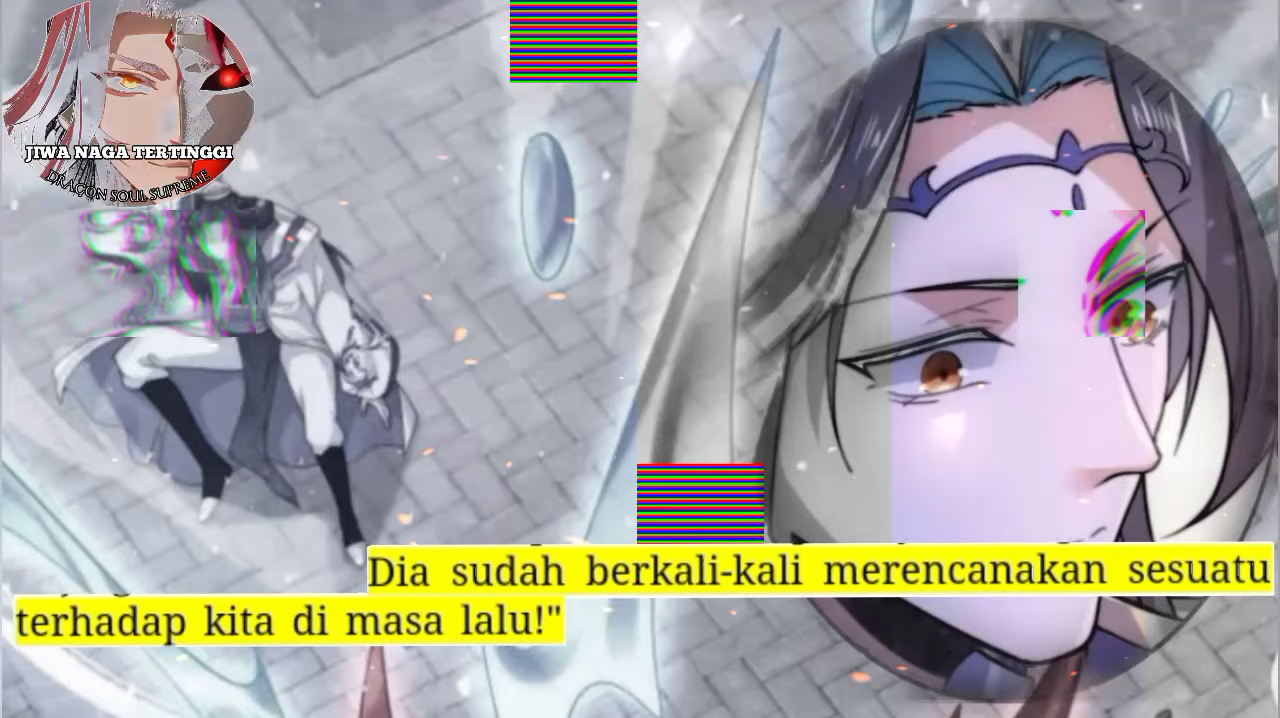 JIWA NAGA TERTINGGI
DRAGON SOUL SUPREME
Dia sudah berkali-kali merencanakan sesuatu
terhadap kita di masa lalu!"